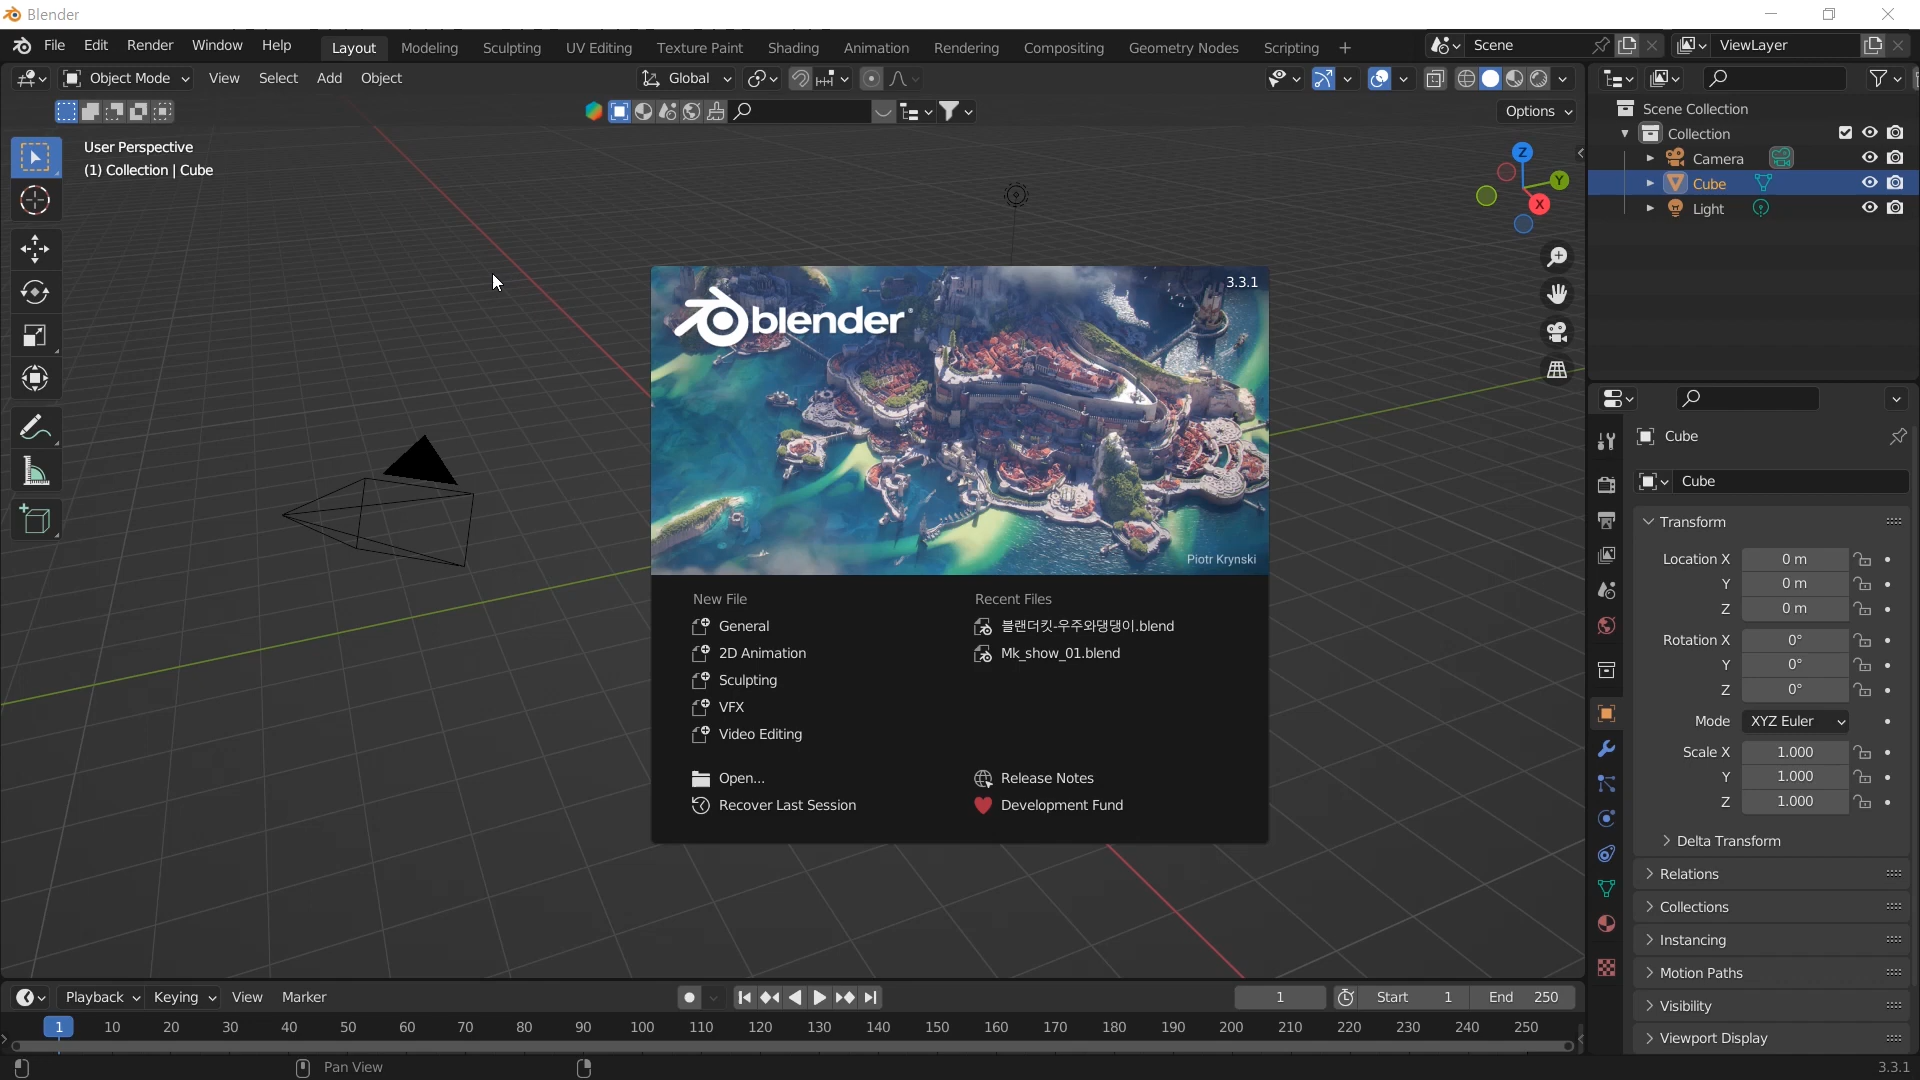 Blender
File Edit Render Window Help Layout Modeling Sculpting UV Editing Texture Paint Shading Animation Rendering Compositing Geometry Nodes Scripting + Scene ViewLayer
Object Mode View Select Add Object Global
Options
User Perspective
(1) Collection | Cube
Z
Y
X
Scene Collection
Collection
Camera
Cube
Light
3.3.1
blender
Piotr Krynski
New File
General
2D Animation
Sculpting
VFX
Video Editing
Open...
Recover Last Session
Recent Files
블랜더킷-우주와댕댕이.blend
Mk_show_01.blend
Release Notes
Development Fund
Cube
Cube
Transform
Location X 0 m
Y 0 m
Z 0 m
Rotation X 0°
Y 0°
Z 0°
Mode XYZ Euler
Scale X 1.000
Y 1.000
Z 1.000
Delta Transform
Relations
Collections
Instancing
Motion Paths
Visibility
Viewport Display
Playback Keying View Marker 1 Start 1 End 250
1 10 20 30 40 50 60 70 80 90 100 110 120 130 140 150 160 170 180 190 200 210 220 230 240 250
Pan View 3.3.1